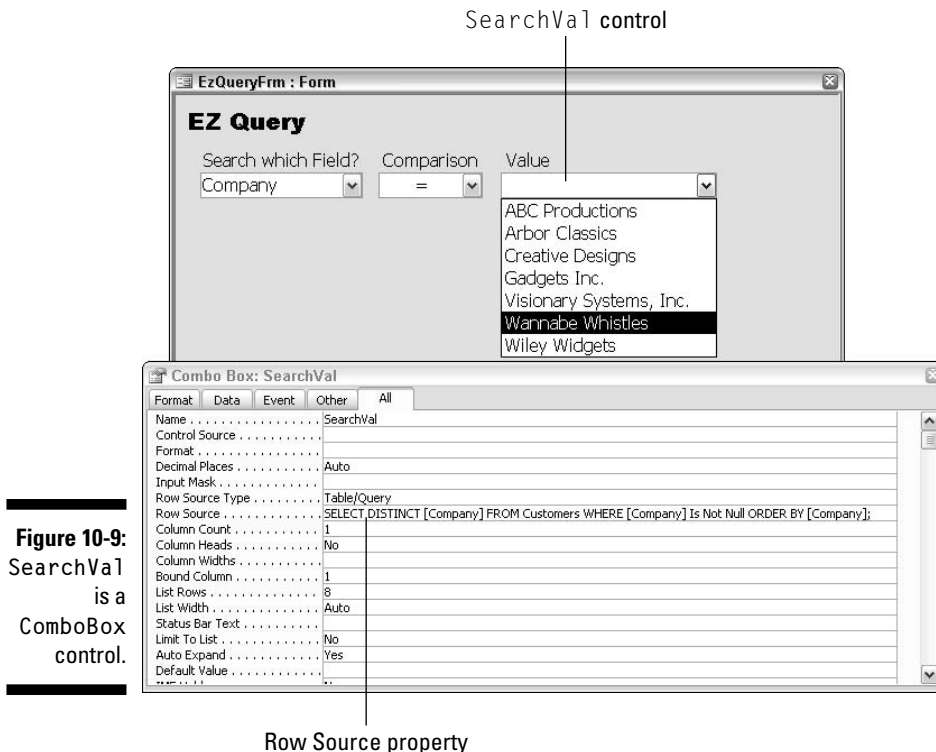 SearchVal control
EzQueryFrm : Form
EZ Query
Search which Field? Comparison Value
Company =
ABC Productions
Arbor Classics
Creative Designs
Gadgets Inc.
Visionary Systems, Inc.
Wannabe Whistles
Wiley Widgets
Combo Box: SearchVal
Format Data Event Other All
Name . . . . . . . . . . . . . . . . . . SearchVal
Control Source . . . . . . . . . . .
Format . . . . . . . . . . . . . . . .
Decimal Places . . . . . . . . . . . Auto
Input Mask . . . . . . . . . . . . .
Row Source Type . . . . . . . . . Table/Query
Row Source . . . . . . . . . . . . . SELECT DISTINCT [Company] FROM Customers WHERE [Company] Is Not Null ORDER BY [Company];
Column Count . . . . . . . . . . . 1
Column Heads . . . . . . . . . . . No
Column Widths . . . . . . . . . .
Bound Column . . . . . . . . . . . 1
List Rows . . . . . . . . . . . . . . 8
List Width . . . . . . . . . . . . . . Auto
Status Bar Text . . . . . . . . . .
Limit To List . . . . . . . . . . . . . No
Auto Expand . . . . . . . . . . . . Yes
Default Value . . . . . . . . . . . .
Figure 10-9:
SearchVal
is a
ComboBox
control.
Row Source property